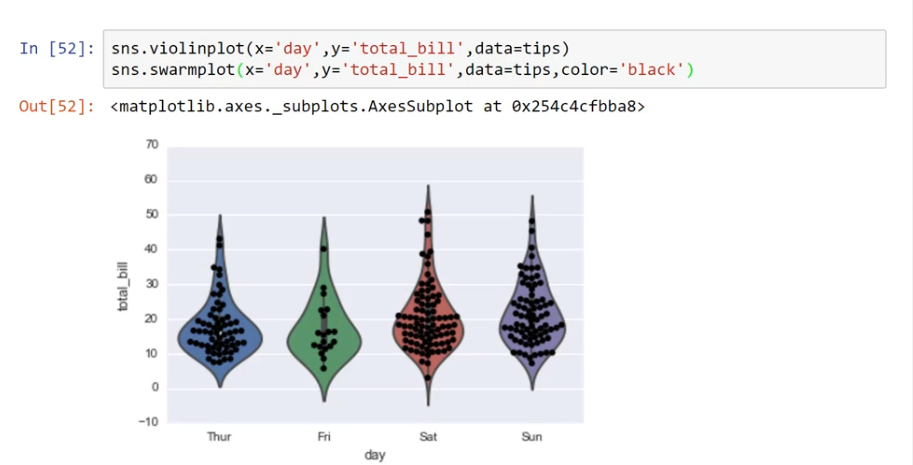 In [52]: sns.violinplot(x='day',y='total_bill',data=tips)
sns.swarmplot(x='day',y='total_bill',data=tips,color='black')
Out[52]: <matplotlib.axes._subplots.AxesSubplot at 0x254c4cfbba8>
70
60
50
40
30
20
10
0
−10
total_bill
Thur Fri Sat Sun
day